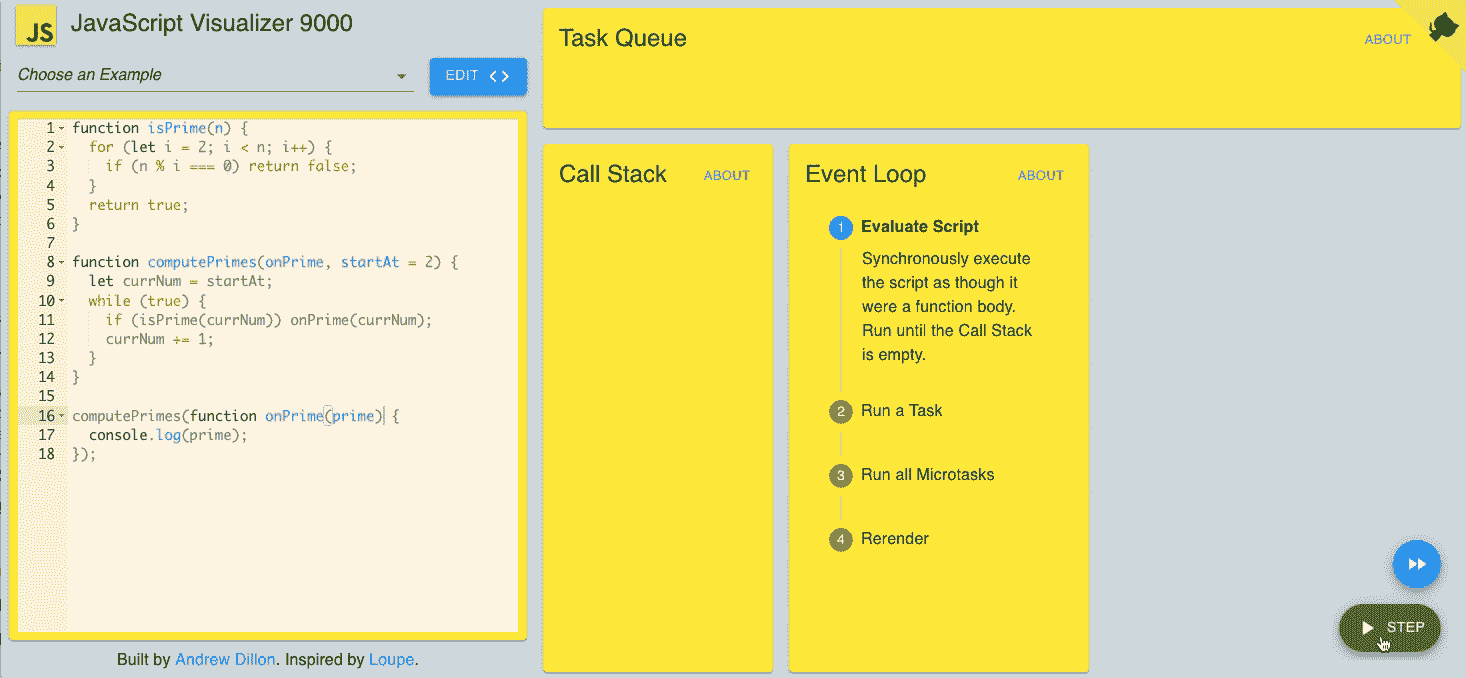 JS JavaScript Visualizer 9000
Choose an Example
EDIT <>
1 function isPrime(n) {
2 for (let i = 2; i < n; i++) {
3 if (n % i === 0) return false;
4 }
5 return true;
6 }
7
8 function computePrimes(onPrime, startAt = 2) {
9 let currNum = startAt;
10 while (true) {
11 if (isPrime(currNum)) onPrime(currNum);
12 currNum += 1;
13 }
14 }
15
16 computePrimes(function onPrime(prime) {
17 console.log(prime);
18 });
Built by Andrew Dillon. Inspired by Loupe.
Task Queue
ABOUT
Call Stack
ABOUT
Event Loop
ABOUT
1 Evaluate Script
Synchronously execute
the script as though it
were a function body.
Run until the Call Stack
is empty.
2 Run a Task
3 Run all Microtasks
4 Rerender
STEP